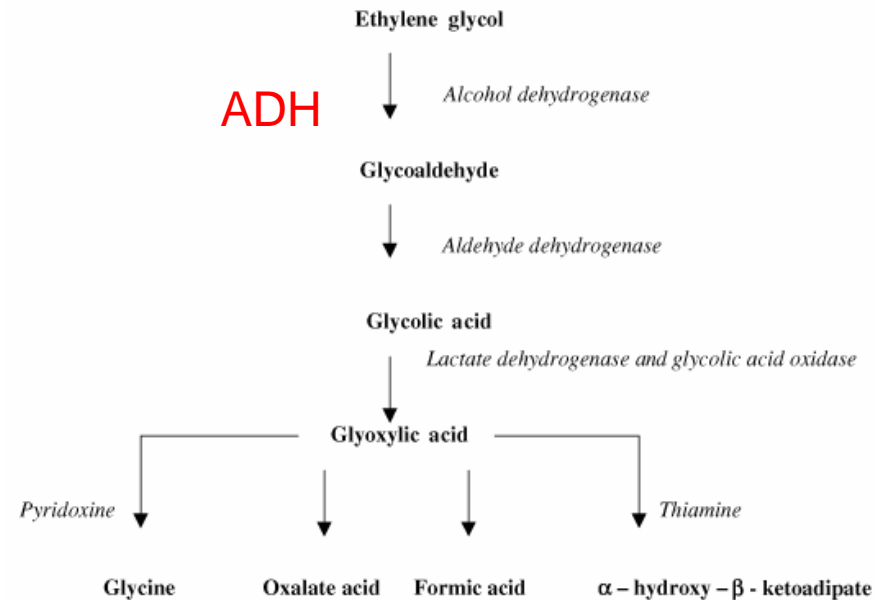 Ethylene glycol
ADH
Alcohol dehydrogenase
Glycoaldehyde
Aldehyde dehydrogenase
Glycolic acid
Lactate dehydrogenase and glycolic acid oxidase
Glyoxylic acid
Pyridoxine
Thiamine
Glycine
Oxalate acid
Formic acid
α – hydroxy – β - ketoadipate